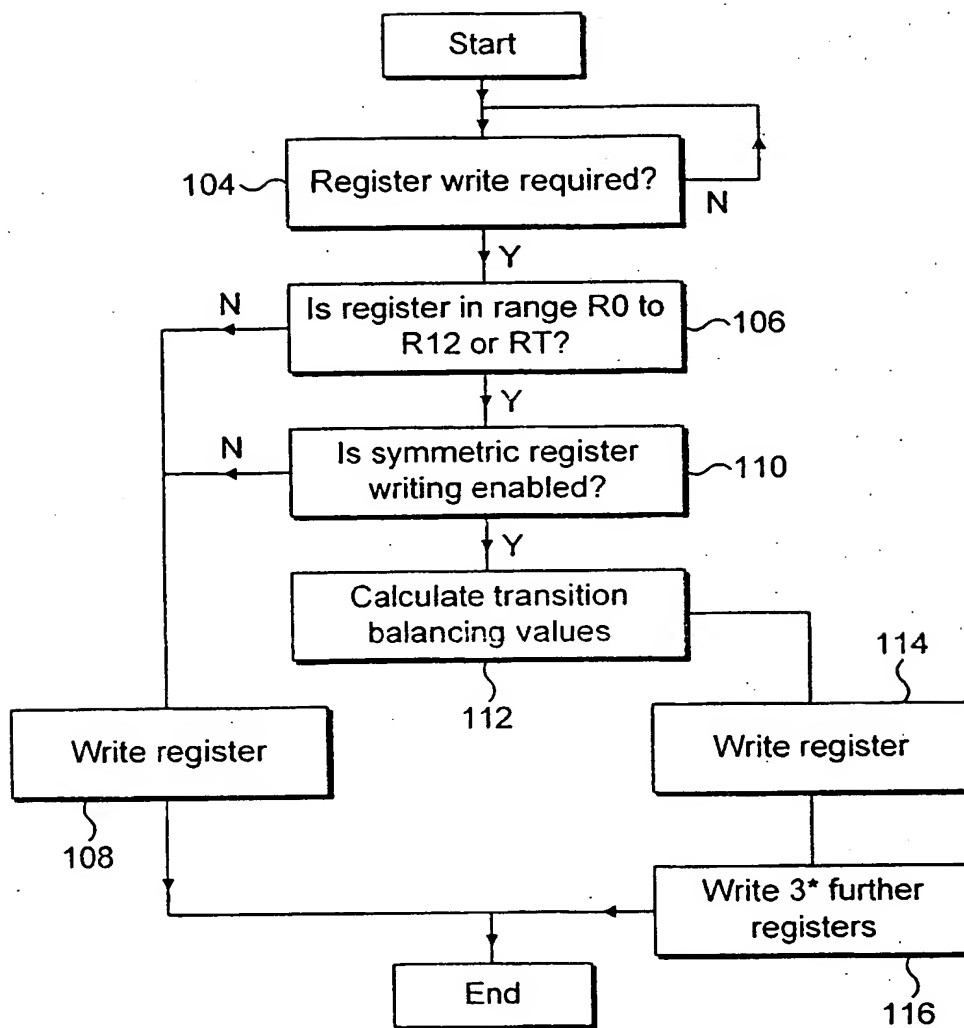 Start
104
Register write required?
N
Y
N
Is register in range R0 to
R12 or RT?
106
Y
N
Is symmetric register
writing enabled?
110
Y
Calculate transition
balancing values
112
114
Write register
108
Write register
Write 3* further
registers
116
End